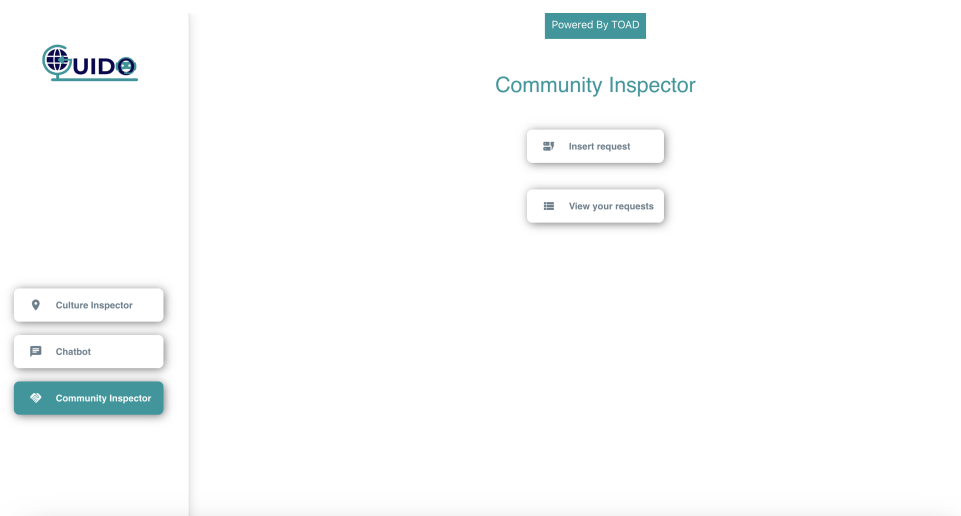 GUIDO
Culture Inspector
Chatbot
Community Inspector
Powered By TOAD
Community Inspector
Insert request
View your requests